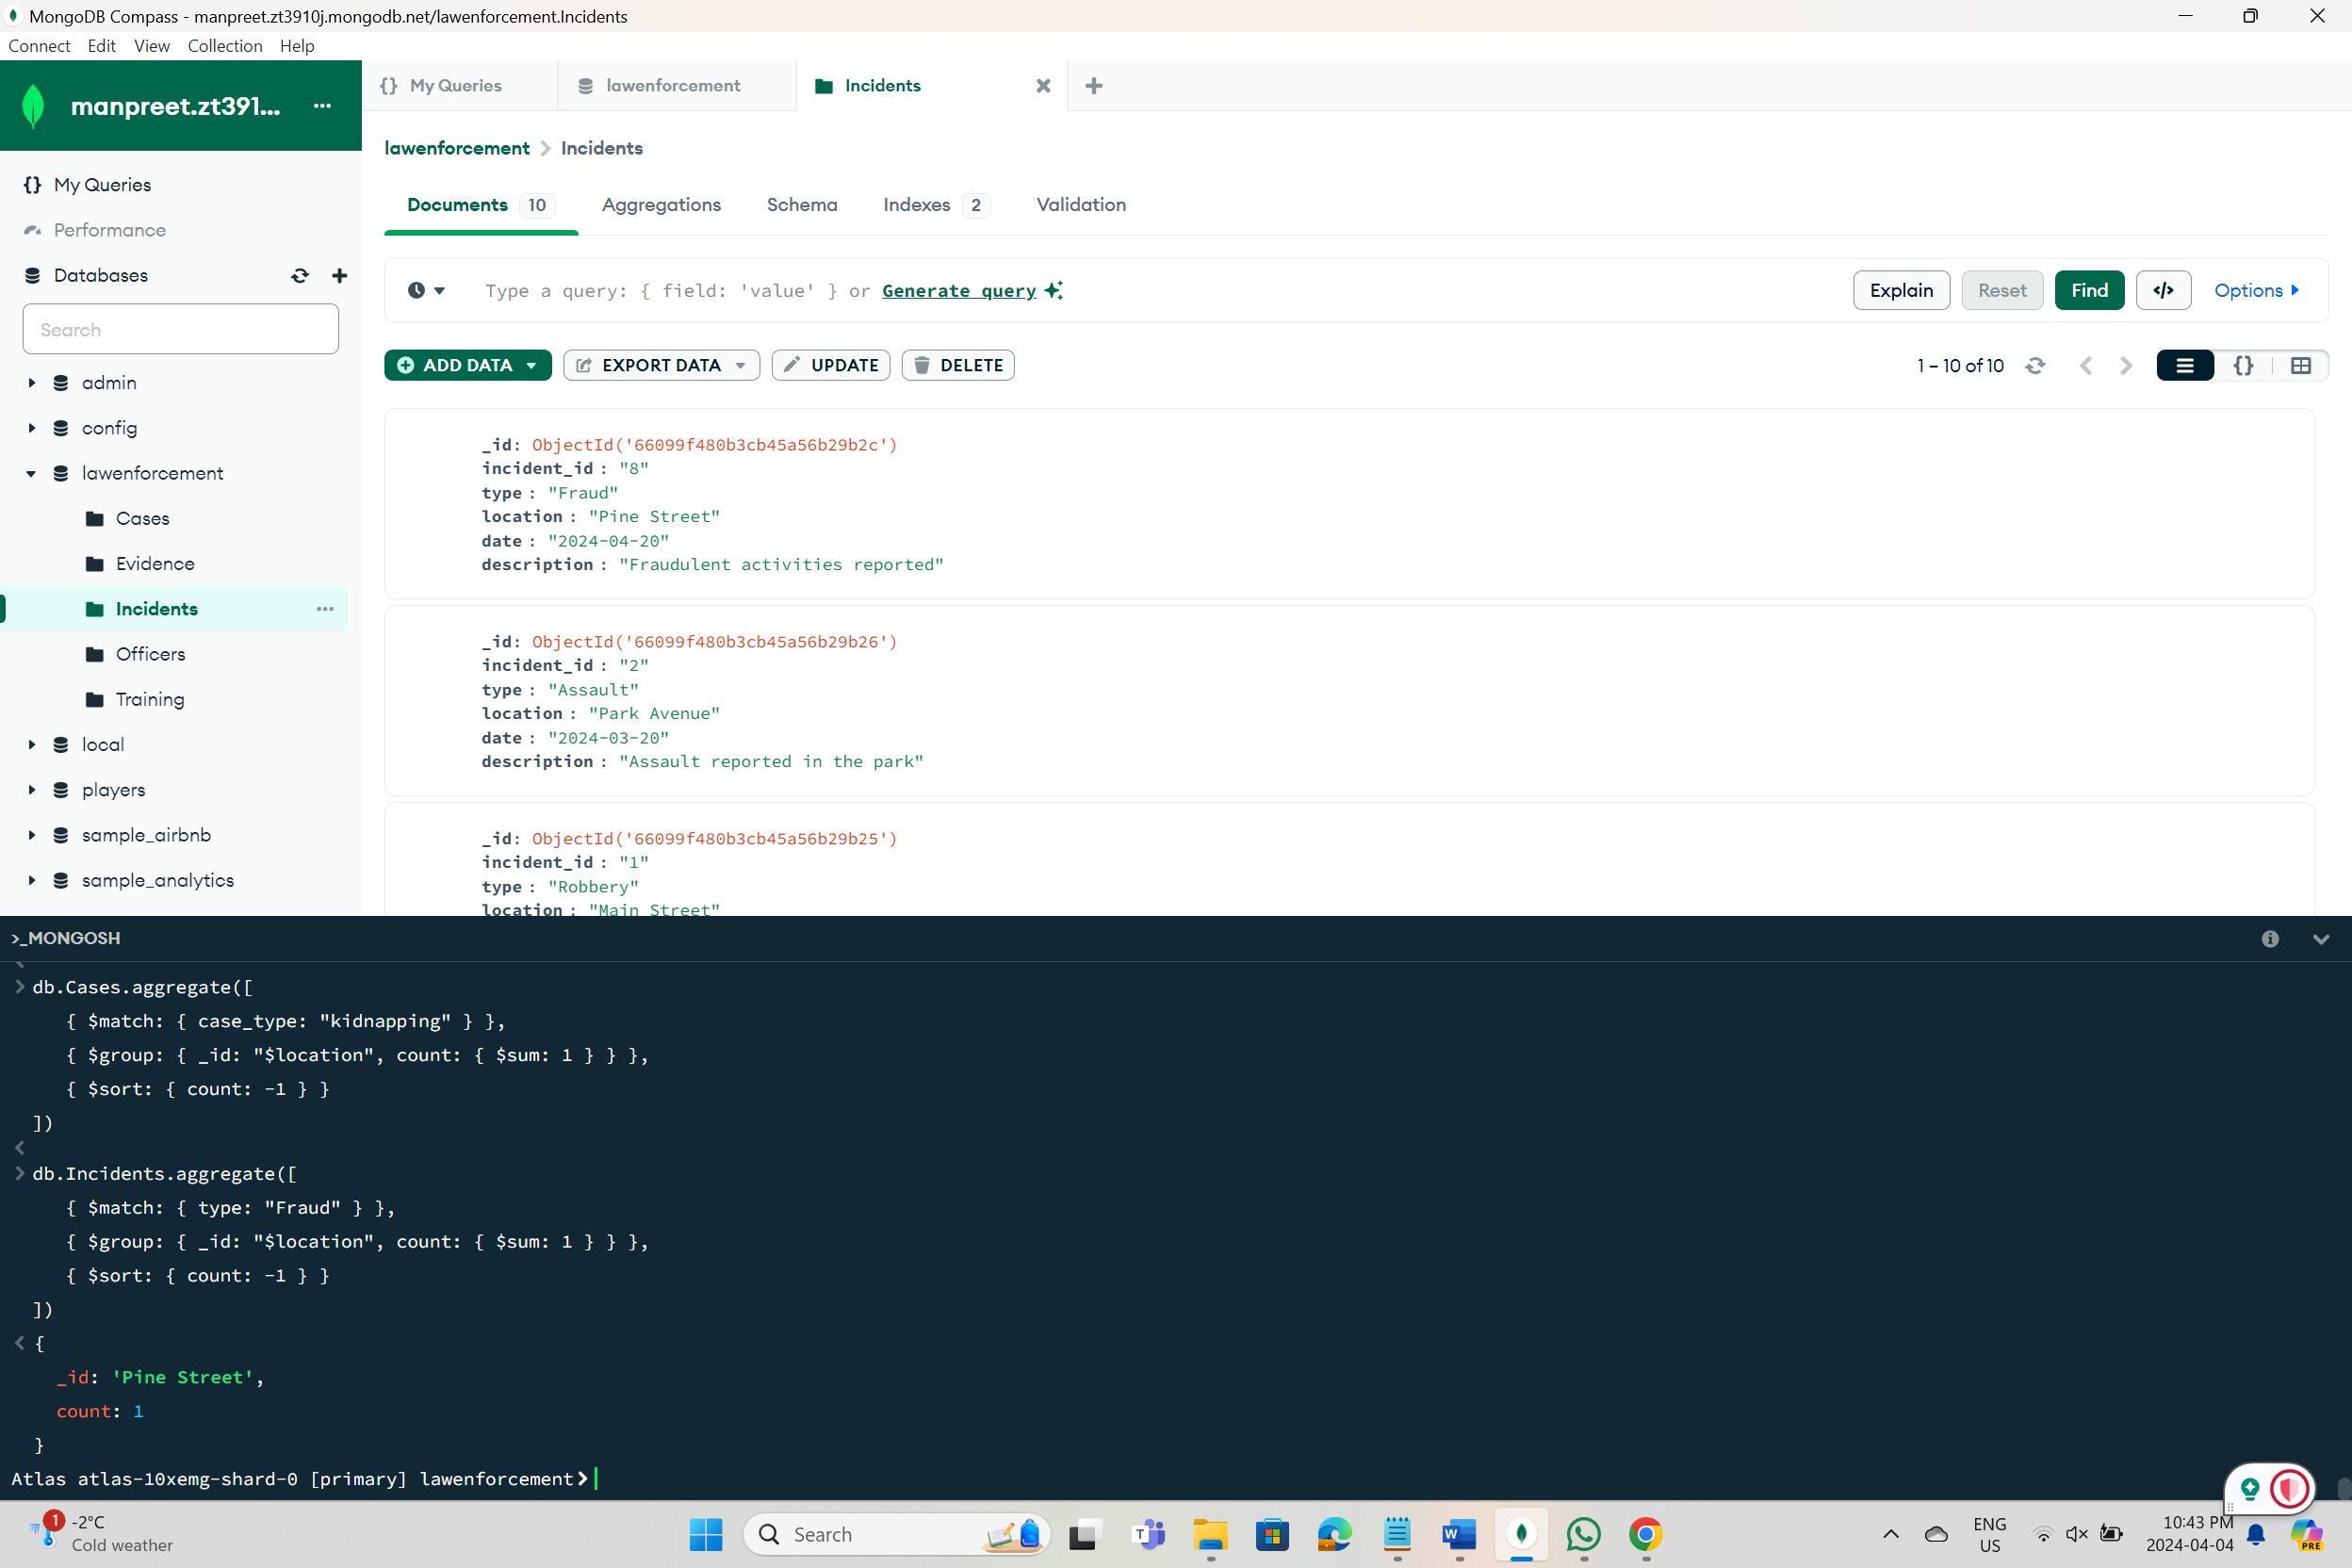 MongoDB Compass - manpreet.zt3910j.mongodb.net/lawenforcement.Incidents
Connect Edit View Collection Help
manpreet.zt391... ...
{} My Queries
lawenforcement
Incidents
lawenforcement > Incidents
My Queries
Performance
Databases
Search
admin
config
lawenforcement
Cases
Evidence
Incidents ...
Officers
Training
local
players
sample_airbnb
sample_analytics
Documents 10 Aggregations Schema Indexes 2 Validation
Type a query: { field: 'value' } or Generate query
Explain Reset Find </> Options
ADD DATA EXPORT DATA UPDATE DELETE
1 – 10 of 10 {}
_id: ObjectId('66099f480b3cb45a56b29b2c')
incident_id : "8"
type : "Fraud"
location : "Pine Street"
date : "2024-04-20"
description : "Fraudulent activities reported"
_id: ObjectId('66099f480b3cb45a56b29b26')
incident_id : "2"
type : "Assault"
location : "Park Avenue"
date : "2024-03-20"
description : "Assault reported in the park"
_id: ObjectId('66099f480b3cb45a56b29b25')
incident_id : "1"
type : "Robbery"
location : "Main Street"
>_MONGOSH
> db.Cases.aggregate([
{ $match: { case_type: "kidnapping" } },
{ $group: { _id: "$location", count: { $sum: 1 } } },
{ $sort: { count: -1 } }
])
<
> db.Incidents.aggregate([
{ $match: { type: "Fraud" } },
{ $group: { _id: "$location", count: { $sum: 1 } } },
{ $sort: { count: -1 } }
])
< {
_id: 'Pine Street',
count: 1
}
Atlas atlas-10xemg-shard-0 [primary] lawenforcement>
1
-2°C
Cold weather
Search
ENG
US
10:43 PM
2024-04-04
PRE